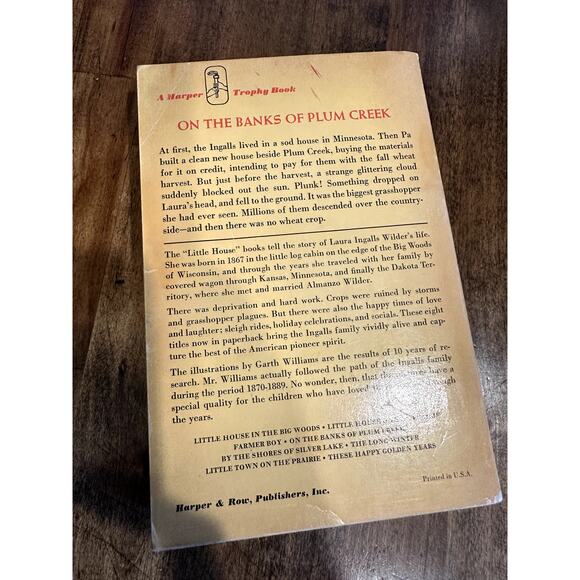 A Harper Trophy Book
ON THE BANKS OF PLUM CREEK
At first, the Ingalls lived in a sod house in Minnesota. Then Pa
built a clean new house beside Plum Creek, buying the materials
for it on credit, intending to pay for them with the fall wheat
harvest. But just before the harvest, a strange glittering cloud
suddenly blocked out the sun. Plunk! Something dropped on
Laura's head, and fell to the ground. It was the biggest grasshopper
she had ever seen. Millions of them descended over the country-
side—and then there was no wheat crop.
The "Little House" books tell the story of Laura Ingalls Wilder's life.
She was born in 1867 in the little log cabin on the edge of the Big Woods
of Wisconsin, and through the years she traveled with her family by
covered wagon through Kansas, Minnesota, and finally the Dakota Ter-
ritory, where she met and married Almanzo Wilder.
There was deprivation and hard work. Crops were ruined by storms
and grasshopper plagues. But there were also the happy times of love
and laughter; sleigh rides, holiday celebrations, and socials. These eight
titles now in paperback bring the Ingalls family vividly alive and cap-
ture the best of the American pioneer spirit.
The illustrations by Garth Williams are the results of 10 years of re-
search. Mr. Williams actually followed the path of the Ingalls family
during the period 1870-1889. No wonder, then, that have a
special quality for the children who have loved through
the years.
LITTLE HOUSE IN THE BIG WOODS • LITTLE HOUSE
FARMER BOY • ON THE BANKS OF PLUM CREEK
BY THE SHORES OF SILVER LAKE • THE LONG WINTER
LITTLE TOWN ON THE PRAIRIE • THESE HAPPY GOLDEN YEARS
Harper & Row, Publishers, Inc.
Printed in U.S.A.